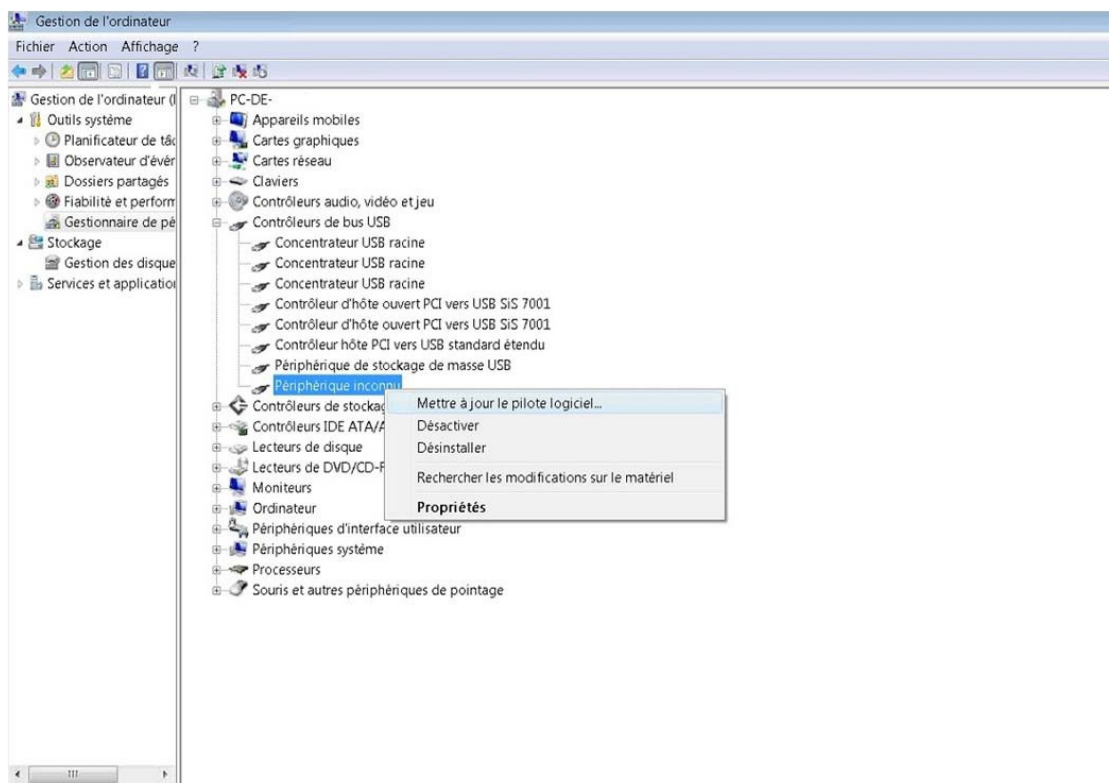 Gestion de l'ordinateur
Fichier Action Affichage ?
Gestion de l'ordinateur (l
Outils système
Planificateur de tâc
Observateur d'évér
Dossiers partagés
Fiabilité et perform
Gestionnaire de pé
Stockage
Gestion des disque
Services et application
PC-DE-
Appareils mobiles
Cartes graphiques
Cartes réseau
Claviers
Contrôleurs audio, vidéo et jeu
Contrôleurs de bus USB
Concentrateur USB racine
Concentrateur USB racine
Concentrateur USB racine
Contrôleur d'hôte ouvert PCI vers USB SiS 7001
Contrôleur d'hôte ouvert PCI vers USB SiS 7001
Contrôleur hôte PCI vers USB standard étendu
Périphérique de stockage de masse USB
Périphérique inconnu
Contrôleurs de stockag
Contrôleurs IDE ATA/A
Lecteurs de disque
Lecteurs de DVD/CD-R
Moniteurs
Ordinateur
Périphériques d'interface utilisateur
Périphériques système
Processeurs
Souris et autres périphériques de pointage
Mettre à jour le pilote logiciel...
Désactiver
Désinstaller
Rechercher les modifications sur le matériel
Propriétés